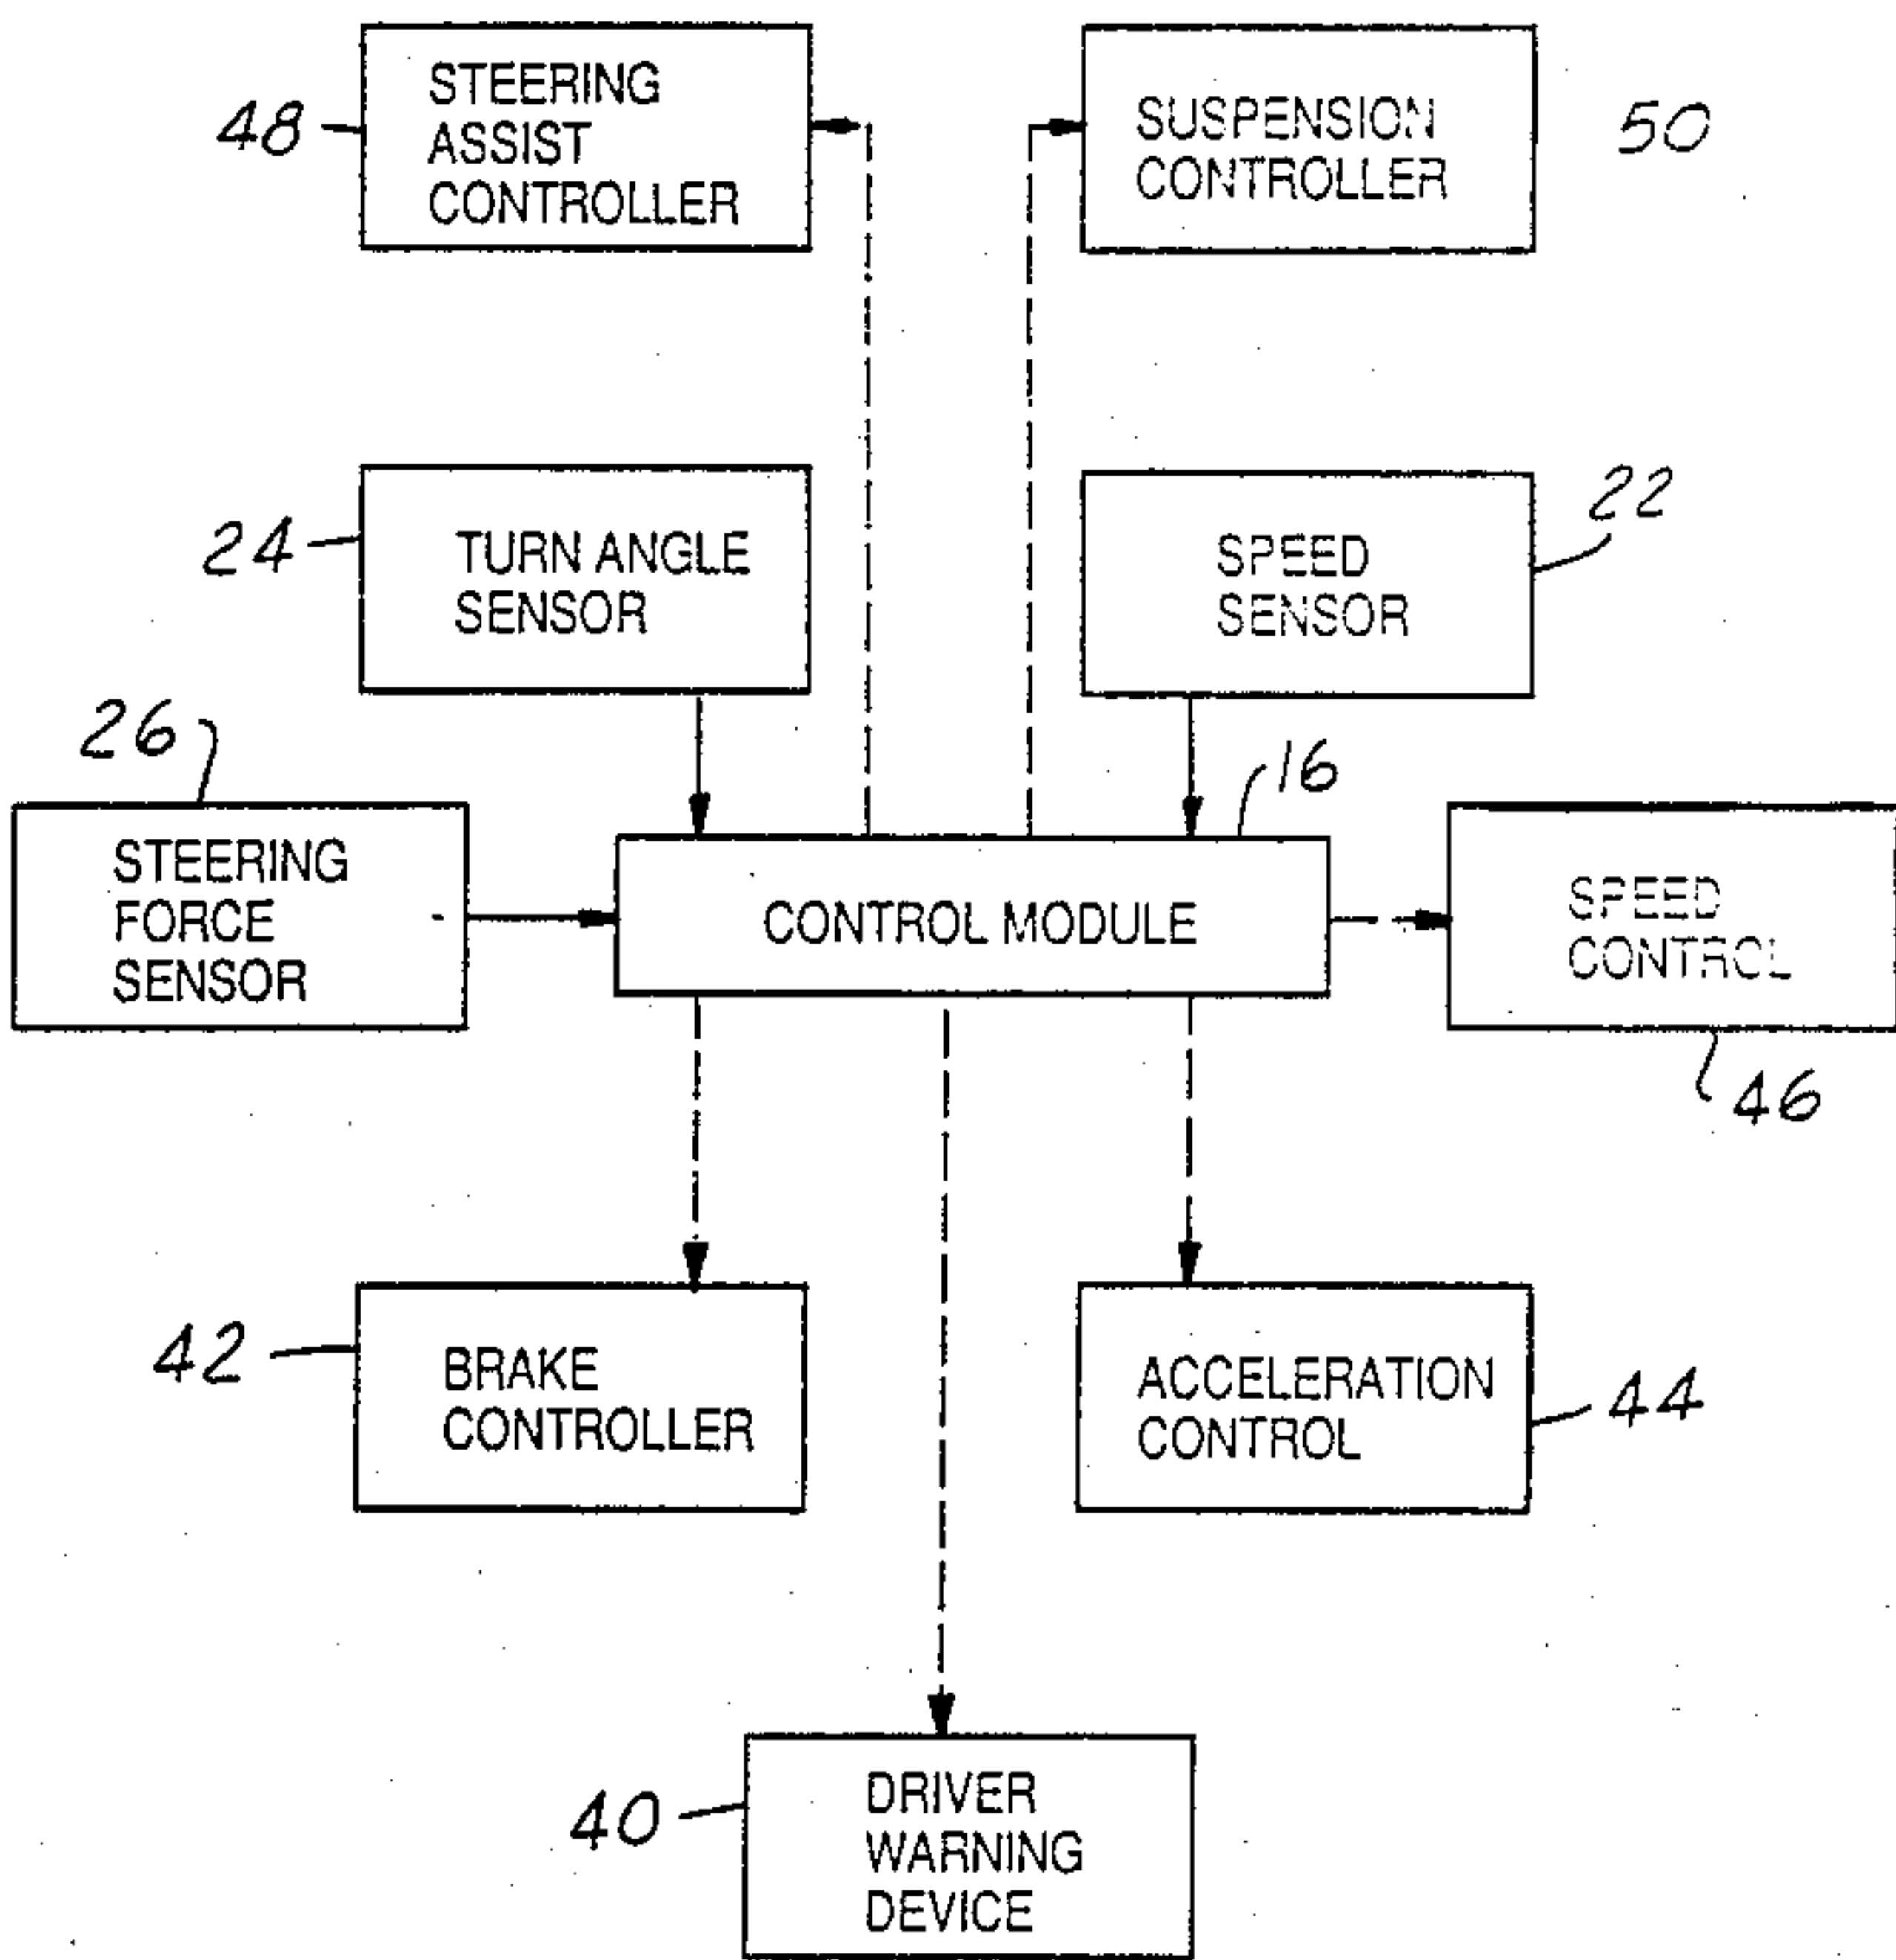 48
STEERING
ASSIST
CONTROLLER
SUSPENSION
CONTROLLER
50
24
TURN ANGLE
SENSOR
SPEED
SENSOR
22
26
STEERING
FORCE
SENSOR
16
CONTROL MODULE
SPEED
CONTROL
46
42
BRAKE
CONTROLLER
ACCELERATION
CONTROL
44
40
DRIVER
WARNING
DEVICE